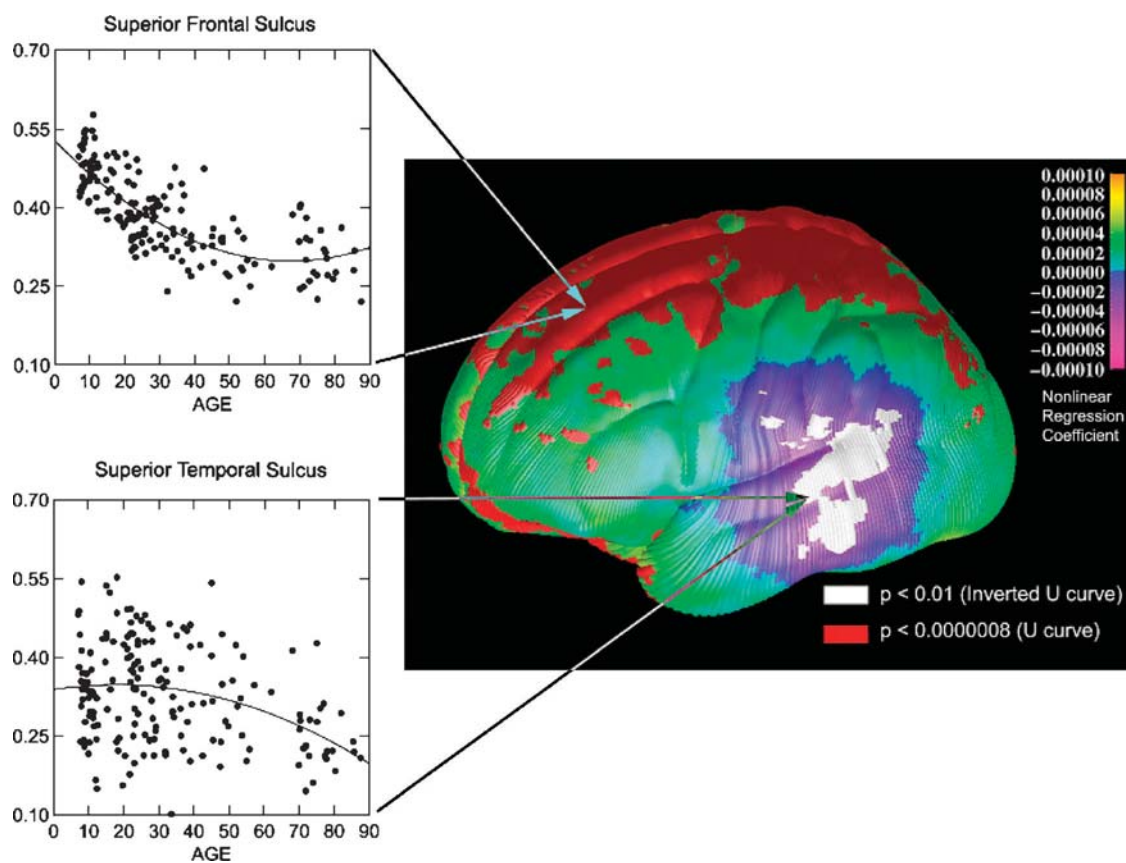 Superior Frontal Sulcus
0.70
0.55
0.40
0.25
0.10
0 10 20 30 40 50 60 70 80 90
AGE
Superior Temporal Sulcus
0.70
0.55
0.40
0.25
0.10
0 10 20 30 40 50 60 70 80 90
AGE
0.00010
0.00008
0.00006
0.00004
0.00002
0.00000
−0.00002
−0.00004
−0.00006
−0.00008
−0.00010
Nonlinear
Regression
Coefficient
p < 0.01 (Inverted U curve)
p < 0.0000008 (U curve)